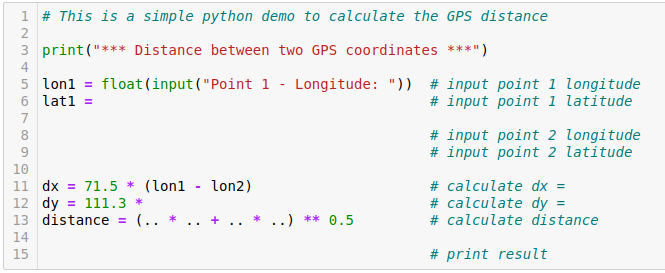 1 # This is a simple python demo to calculate the GPS distance
2
3 print("*** Distance between two GPS coordinates ***")
4
5 lon1 = float(input("Point 1 - Longitude: ")) # input point 1 longitude
6 lat1 = # input point 1 latitude
7
8 # input point 2 longitude
9 # input point 2 latitude
10
11 dx = 71.5 * (lon1 - lon2) # calculate dx =
12 dy = 111.3 * # calculate dy =
13 distance = (.. * .. + .. * ..) ** 0.5 # calculate distance
14
15 # print result